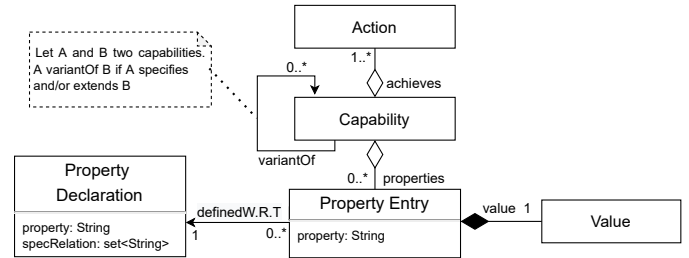 Action
Let A and B two capabilities.
A variantOf B if A specifies
and/or extends B
1..*
0..*
achieves
Capability
variantOf
0..* properties
Property
Declaration
property: String
specRelation: set<String>
definedW.R.T
1
0..*
Property Entry
property: String
value 1
Value